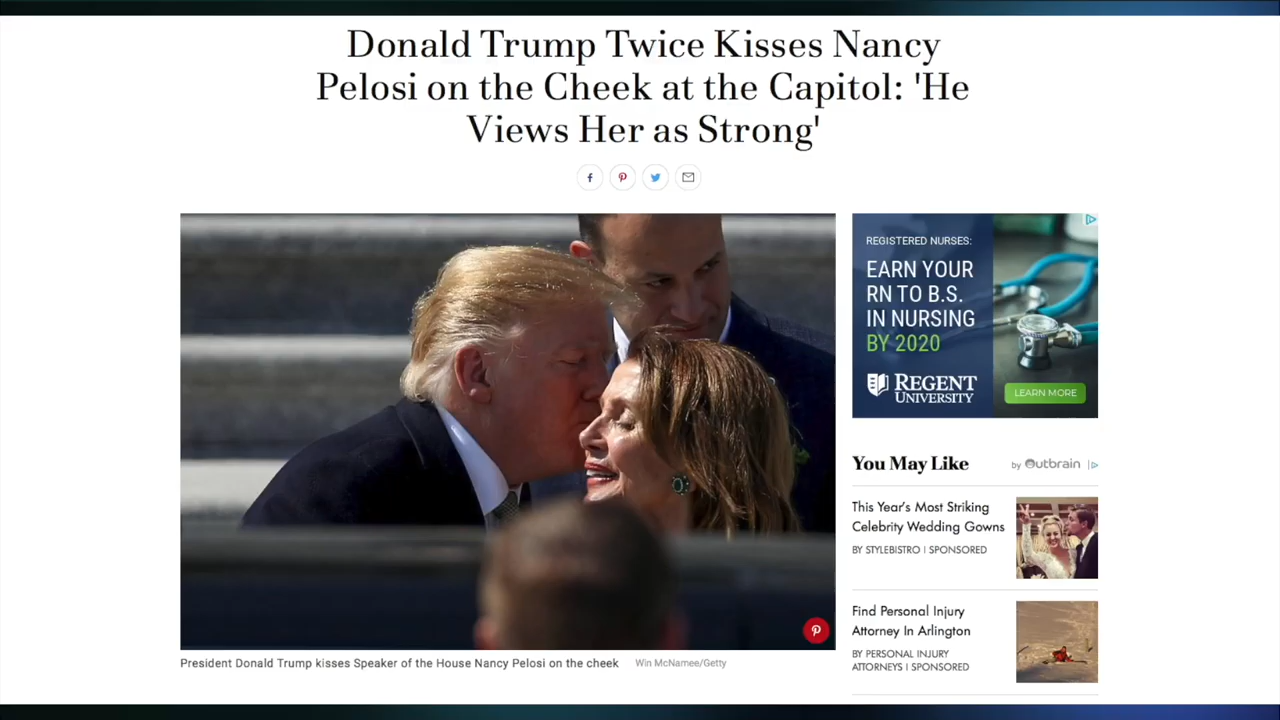 Donald Trump Twice Kisses Nancy
Pelosi on the Cheek at the Capitol: 'He
Views Her as Strong'
REGISTERED NURSES:
EARN YOUR
RN TO B.S.
IN NURSING
BY 2020
REGENT
UNIVERSITY
LEARN MORE
President Donald Trump kisses Speaker of the House Nancy Pelosi on the cheek Win McNamee/Getty
You May Like by Outbrain
This Year's Most Striking
Celebrity Wedding Gowns
BY STYLEBISTRO | SPONSORED
Find Personal Injury
Attorney In Arlington
BY PERSONAL INJURY
ATTORNEYS | SPONSORED